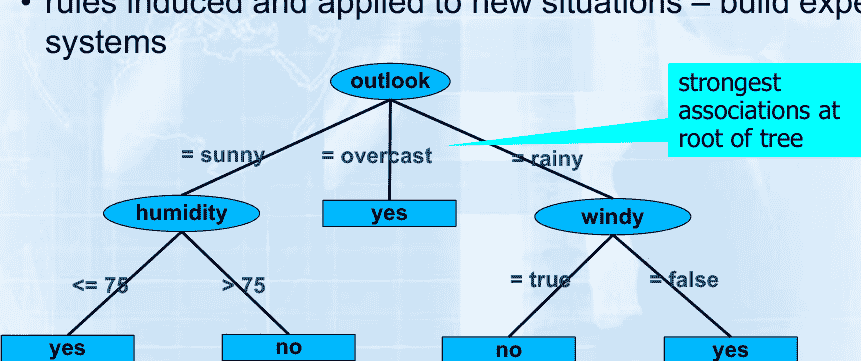 • rules induced and applied to new situations – build expe
systems
outlook
strongest
associations at
root of tree
= sunny
= overcast
= rainy
humidity
yes
windy
<= 75
> 75
= true
= false
yes
no
no
yes